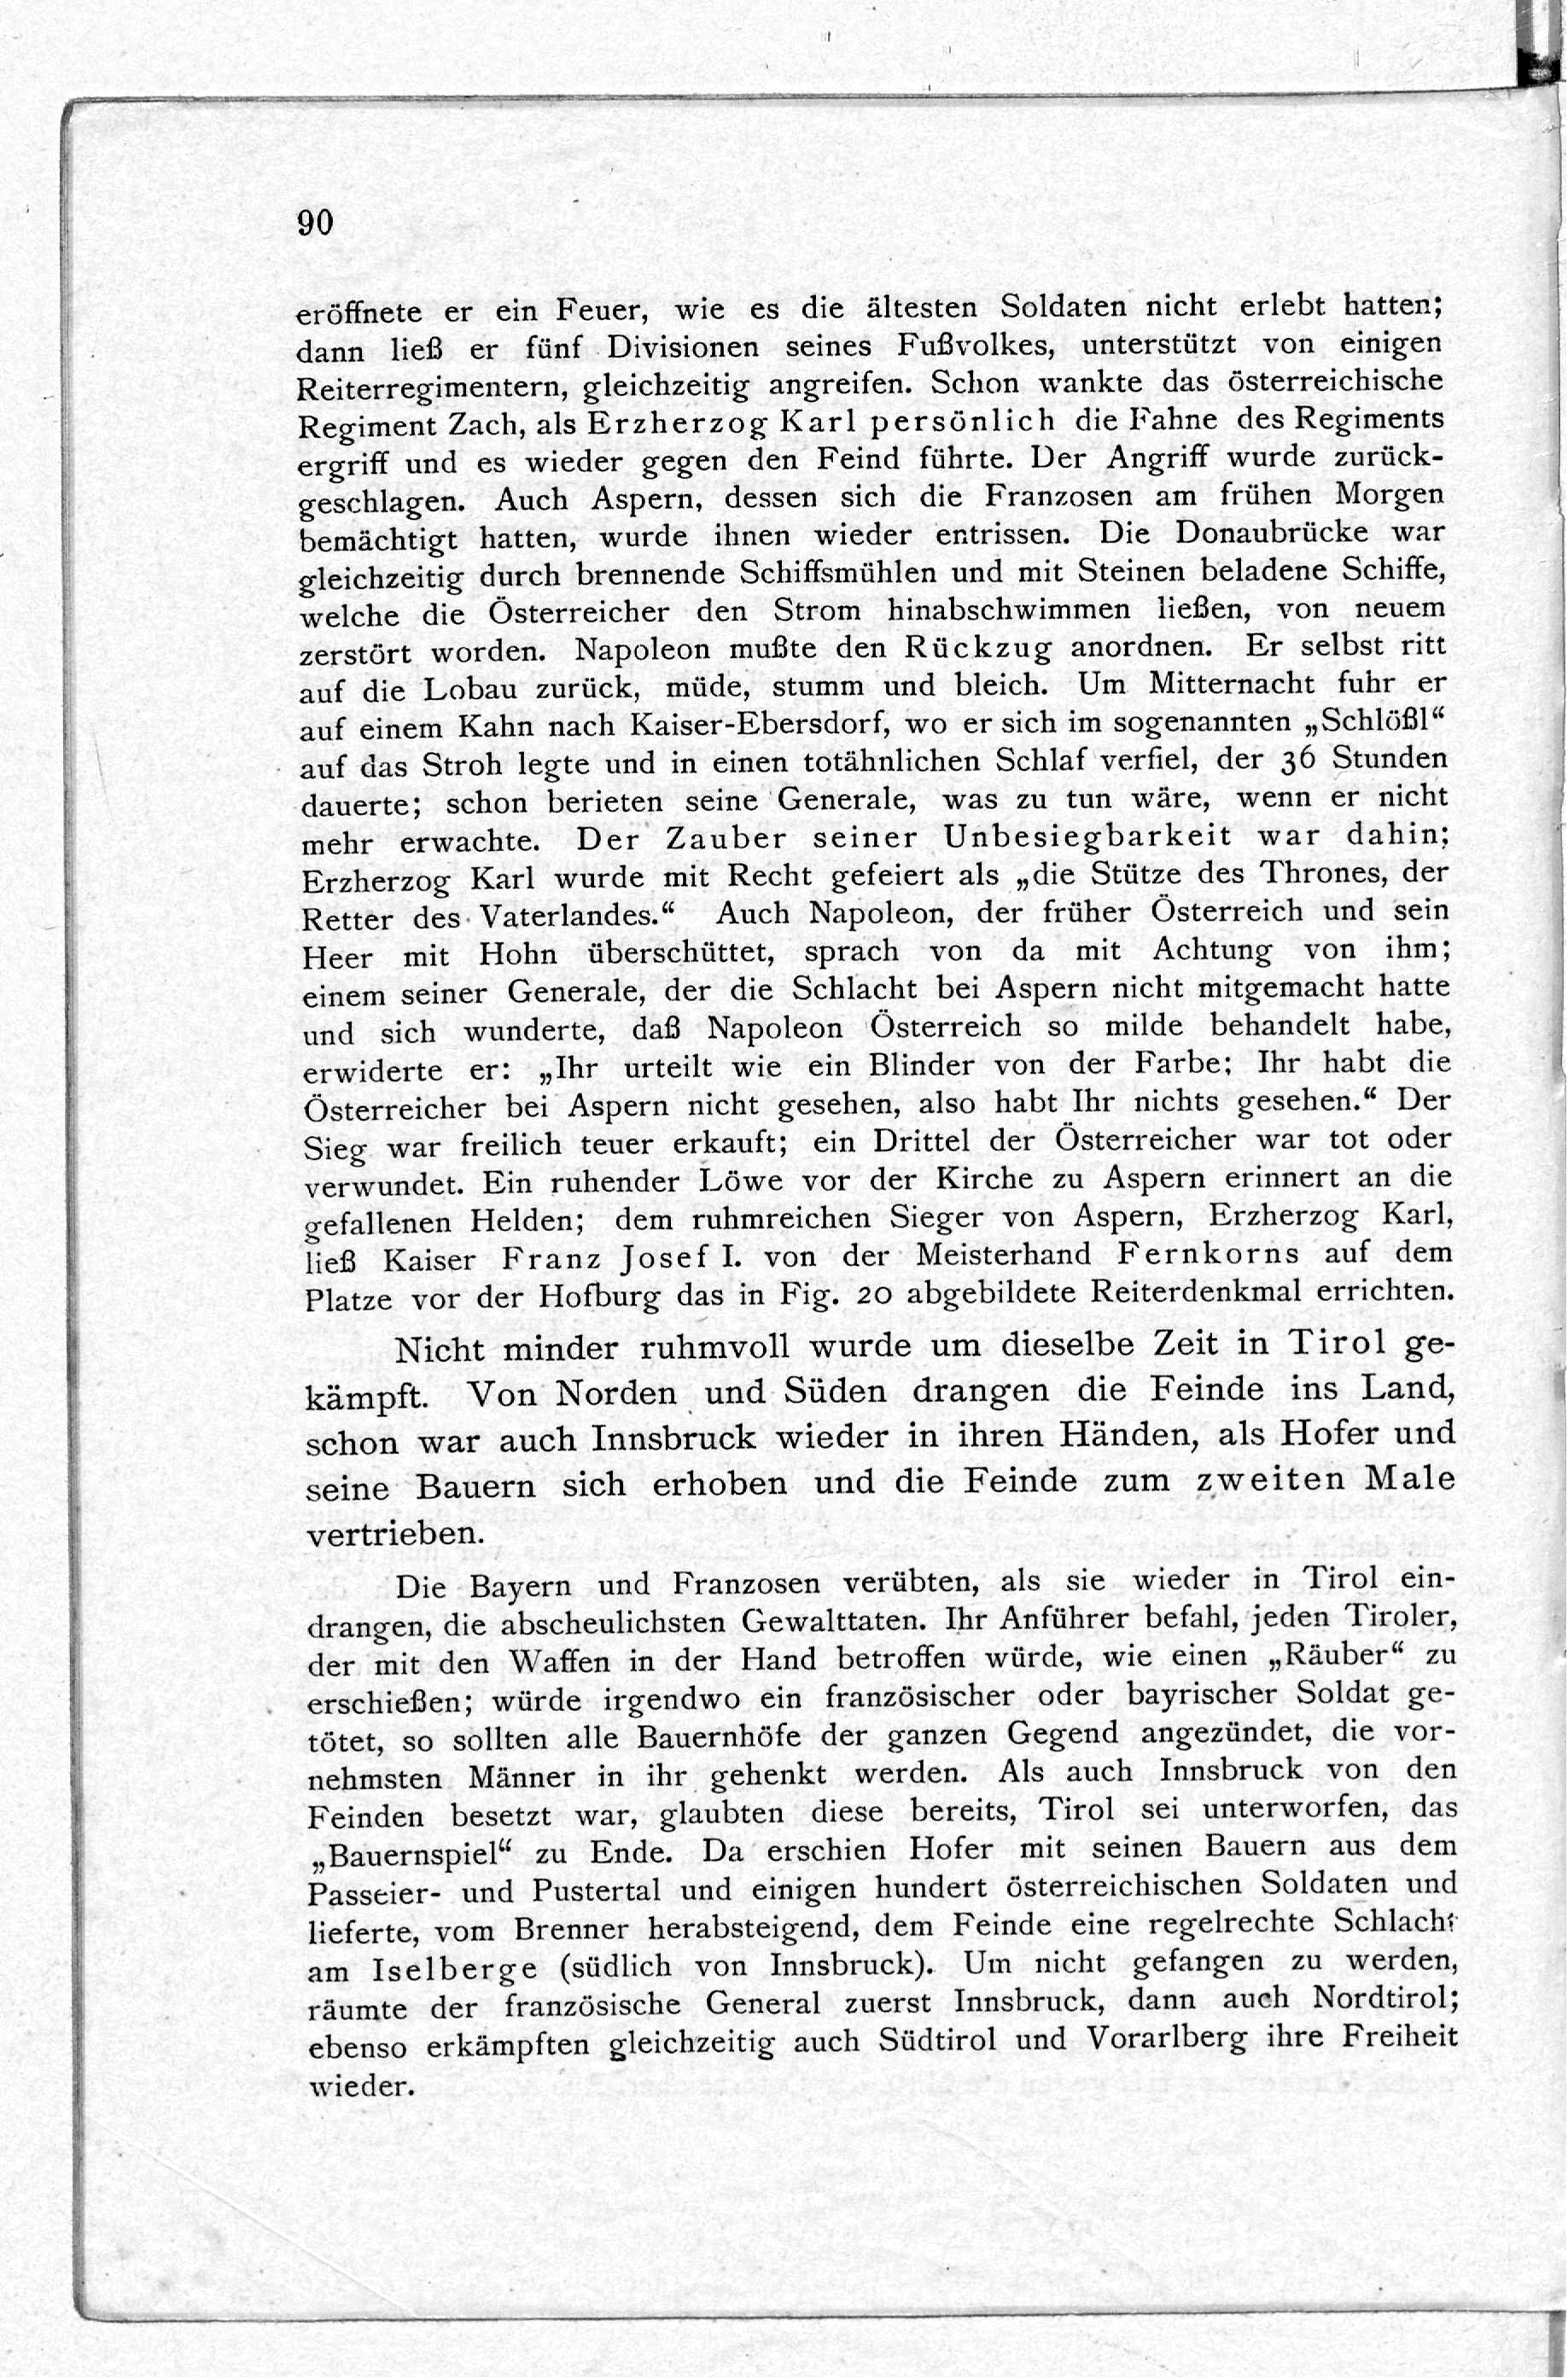 90
eröffnete er ein Feuer, wie es die ältesten Soldaten nicht erlebt hatten;
dann ließ er fünf Divisionen seines Fußvolkes, unterstützt von einigen
Reiterregimentern, gleichzeitig angreifen. Schon wankte das österreichische
Regiment Zach, als Erzherzog Karl persönlich die Fahne des Regiments
ergriff und es wieder gegen den Feind führte. Der Angriff wurde zurück-
geschlagen. Auch Aspern, dessen sich die Franzosen am frühen Morgen
bemächtigt hatten, wurde ihnen wieder entrissen. Die Donaubrücke war
gleichzeitig durch brennende Schiffsmühlen und mit Steinen beladene Schiffe,
welche die Österreicher den Strom hinabschwimmen ließen, von neuem
zerstört worden. Napoleon mußte den Rückzug anordnen. Er selbst ritt
auf die Lobau zurück, müde, stumm und bleich. Um Mitternacht fuhr er
auf einem Kahn nach Kaiser-Ebersdorf, wo er sich im sogenannten „Schlößl“
auf das Stroh legte und in einen totähnlichen Schlaf verfiel, der 36 Stunden
dauerte; schon berieten seine Generale, was zu tun wäre, wenn er nicht
mehr erwachte. Der Zauber seiner Unbesiegbarkeit war dahin;
Erzherzog Karl wurde mit Recht gefeiert als „die Stütze des Thrones, der
Retter des Vaterlandes.“ Auch Napoleon, der früher Österreich und sein
Heer mit Hohn überschüttet, sprach von da mit Achtung von ihm;
einem seiner Generale, der die Schlacht bei Aspern nicht mitgemacht hatte
und sich wunderte, daß Napoleon Österreich so milde behandelt habe,
erwiderte er: „Ihr urteilt wie ein Blinder von der Farbe; Ihr habt die
Österreicher bei Aspern nicht gesehen, also habt Ihr nichts gesehen.“ Der
Sieg war freilich teuer erkauft; ein Drittel der Österreicher war tot oder
verwundet. Ein ruhender Löwe vor der Kirche zu Aspern erinnert an die
gefallenen Helden; dem ruhmreichen Sieger von Aspern, Erzherzog Karl,
ließ Kaiser Franz Josef I. von der Meisterhand Fernkorns auf dem
Platze vor der Hofburg das in Fig. 20 abgebildete Reiterdenkmal errichten.
Nicht minder ruhmvoll wurde um dieselbe Zeit in Tirol ge-
kämpft. Von Norden und Süden drangen die Feinde ins Land,
schon war auch Innsbruck wieder in ihren Händen, als Hofer und
seine Bauern sich erhoben und die Feinde zum zweiten Male
vertrieben.
Die Bayern und Franzosen verübten, als sie wieder in Tirol ein-
drangen, die abscheulichsten Gewalttaten. Ihr Anführer befahl, jeden Tiroler,
der mit den Waffen in der Hand betroffen würde, wie einen „Räuber“ zu
erschießen; würde irgendwo ein französischer oder bayrischer Soldat ge-
tötet, so sollten alle Bauernhöfe der ganzen Gegend angezündet, die vor-
nehmsten Männer in ihr gehenkt werden. Als auch Innsbruck von den
Feinden besetzt war, glaubten diese bereits, Tirol sei unterworfen, das
„Bauernspiel“ zu Ende. Da erschien Hofer mit seinen Bauern aus dem
Passeier- und Pustertal und einigen hundert österreichischen Soldaten und
lieferte, vom Brenner herabsteigend, dem Feinde eine regelrechte Schlacht
am Iselberge (südlich von Innsbruck). Um nicht gefangen zu werden,
räumte der französische General zuerst Innsbruck, dann auch Nordtirol;
ebenso erkämpften gleichzeitig auch Südtirol und Vorarlberg ihre Freiheit
wieder.